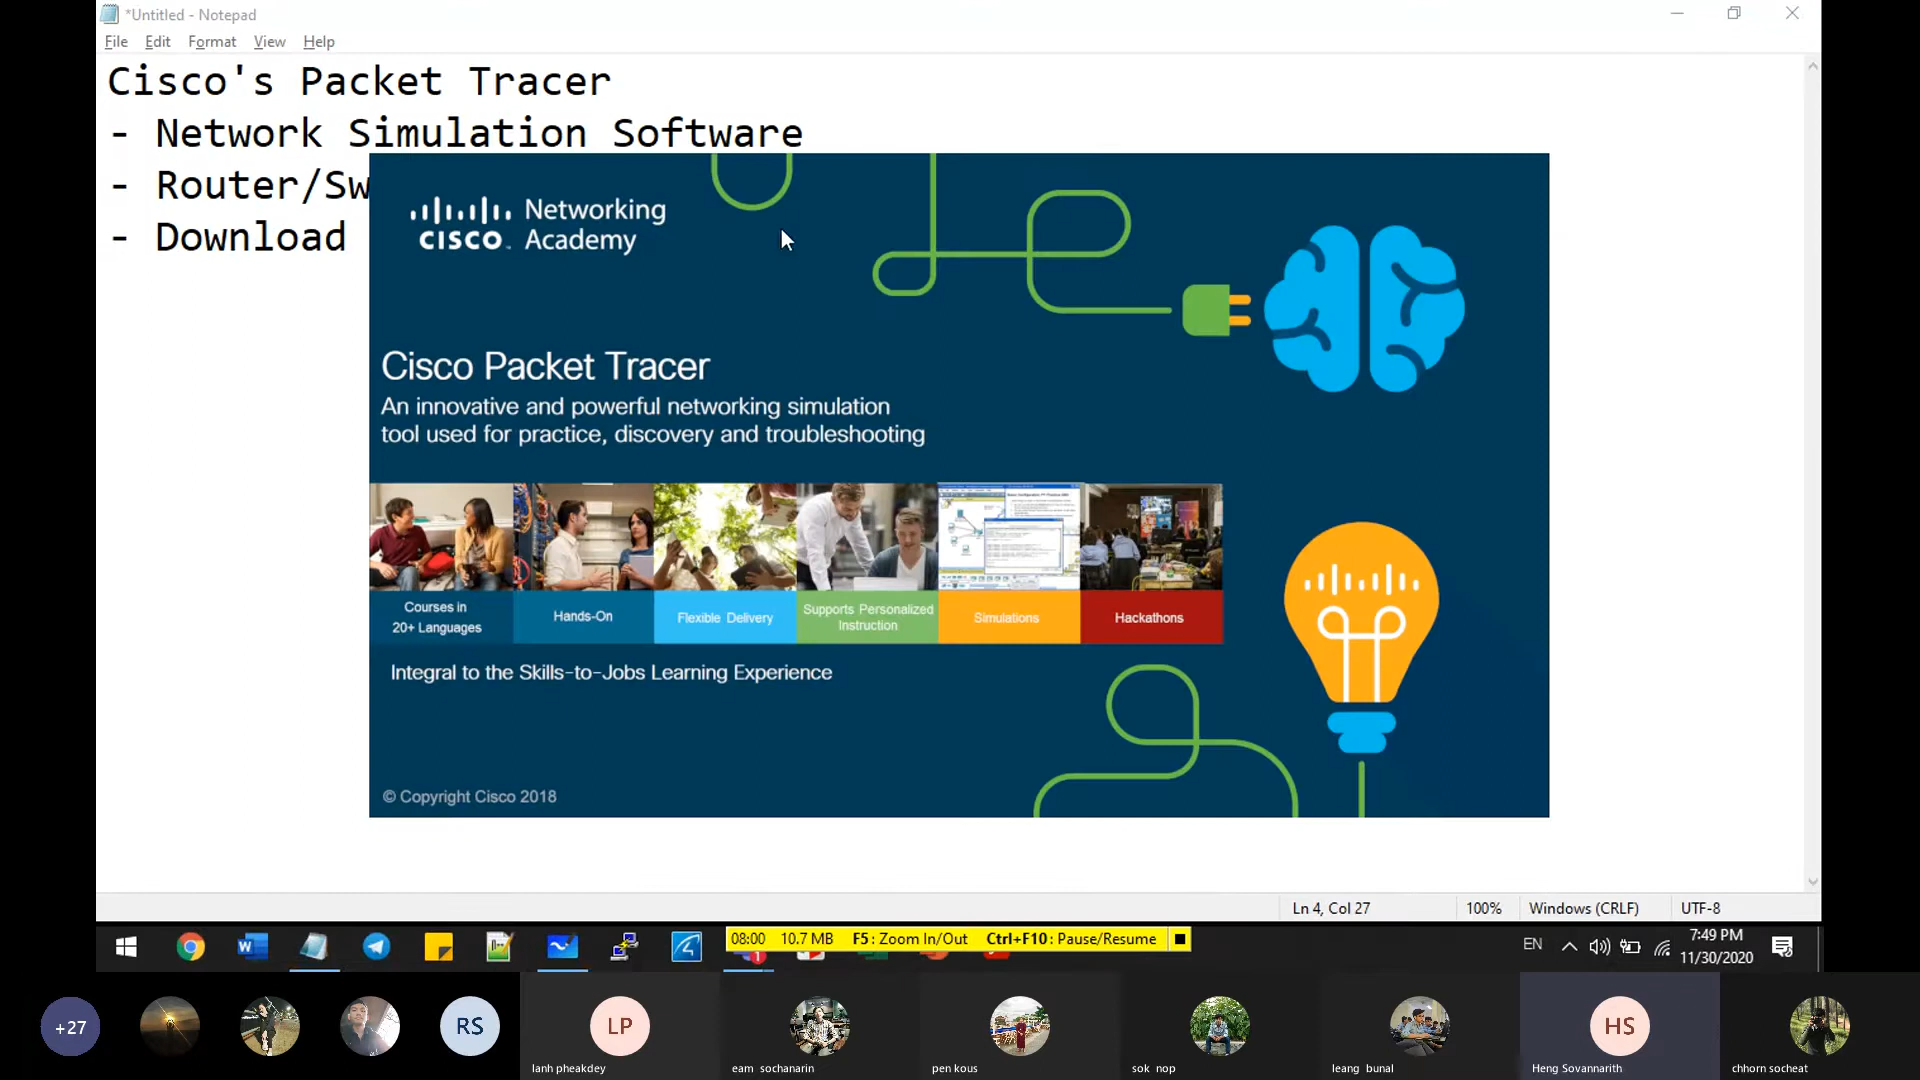 *Untitled - Notepad
File Edit Format View Help
Cisco's Packet Tracer
- Network Simulation Software
- Router/Sw
- Download
Networking
CISCO Academy
Cisco Packet Tracer
An innovative and powerful networking simulation
tool used for practice, discovery and troubleshooting
Courses in
20+ Languages
Hands-On
Flexible Delivery
Supports Personalized
Instruction
Simulations
Hackathons
Integral to the Skills-to-Jobs Learning Experience
© Copyright Cisco 2018
Ln 4, Col 27 100% Windows (CRLF) UTF-8
08:00 10.7 MB F5: Zoom In/Out Ctrl+F10: Pause/Resume
EN
7:49 PM
11/30/2020
+27
RS
LP
HS
lanh pheakdey
eam sochanarin
pen kous
sok nop
leang bunal
Heng Sovannarith
chhorn socheat